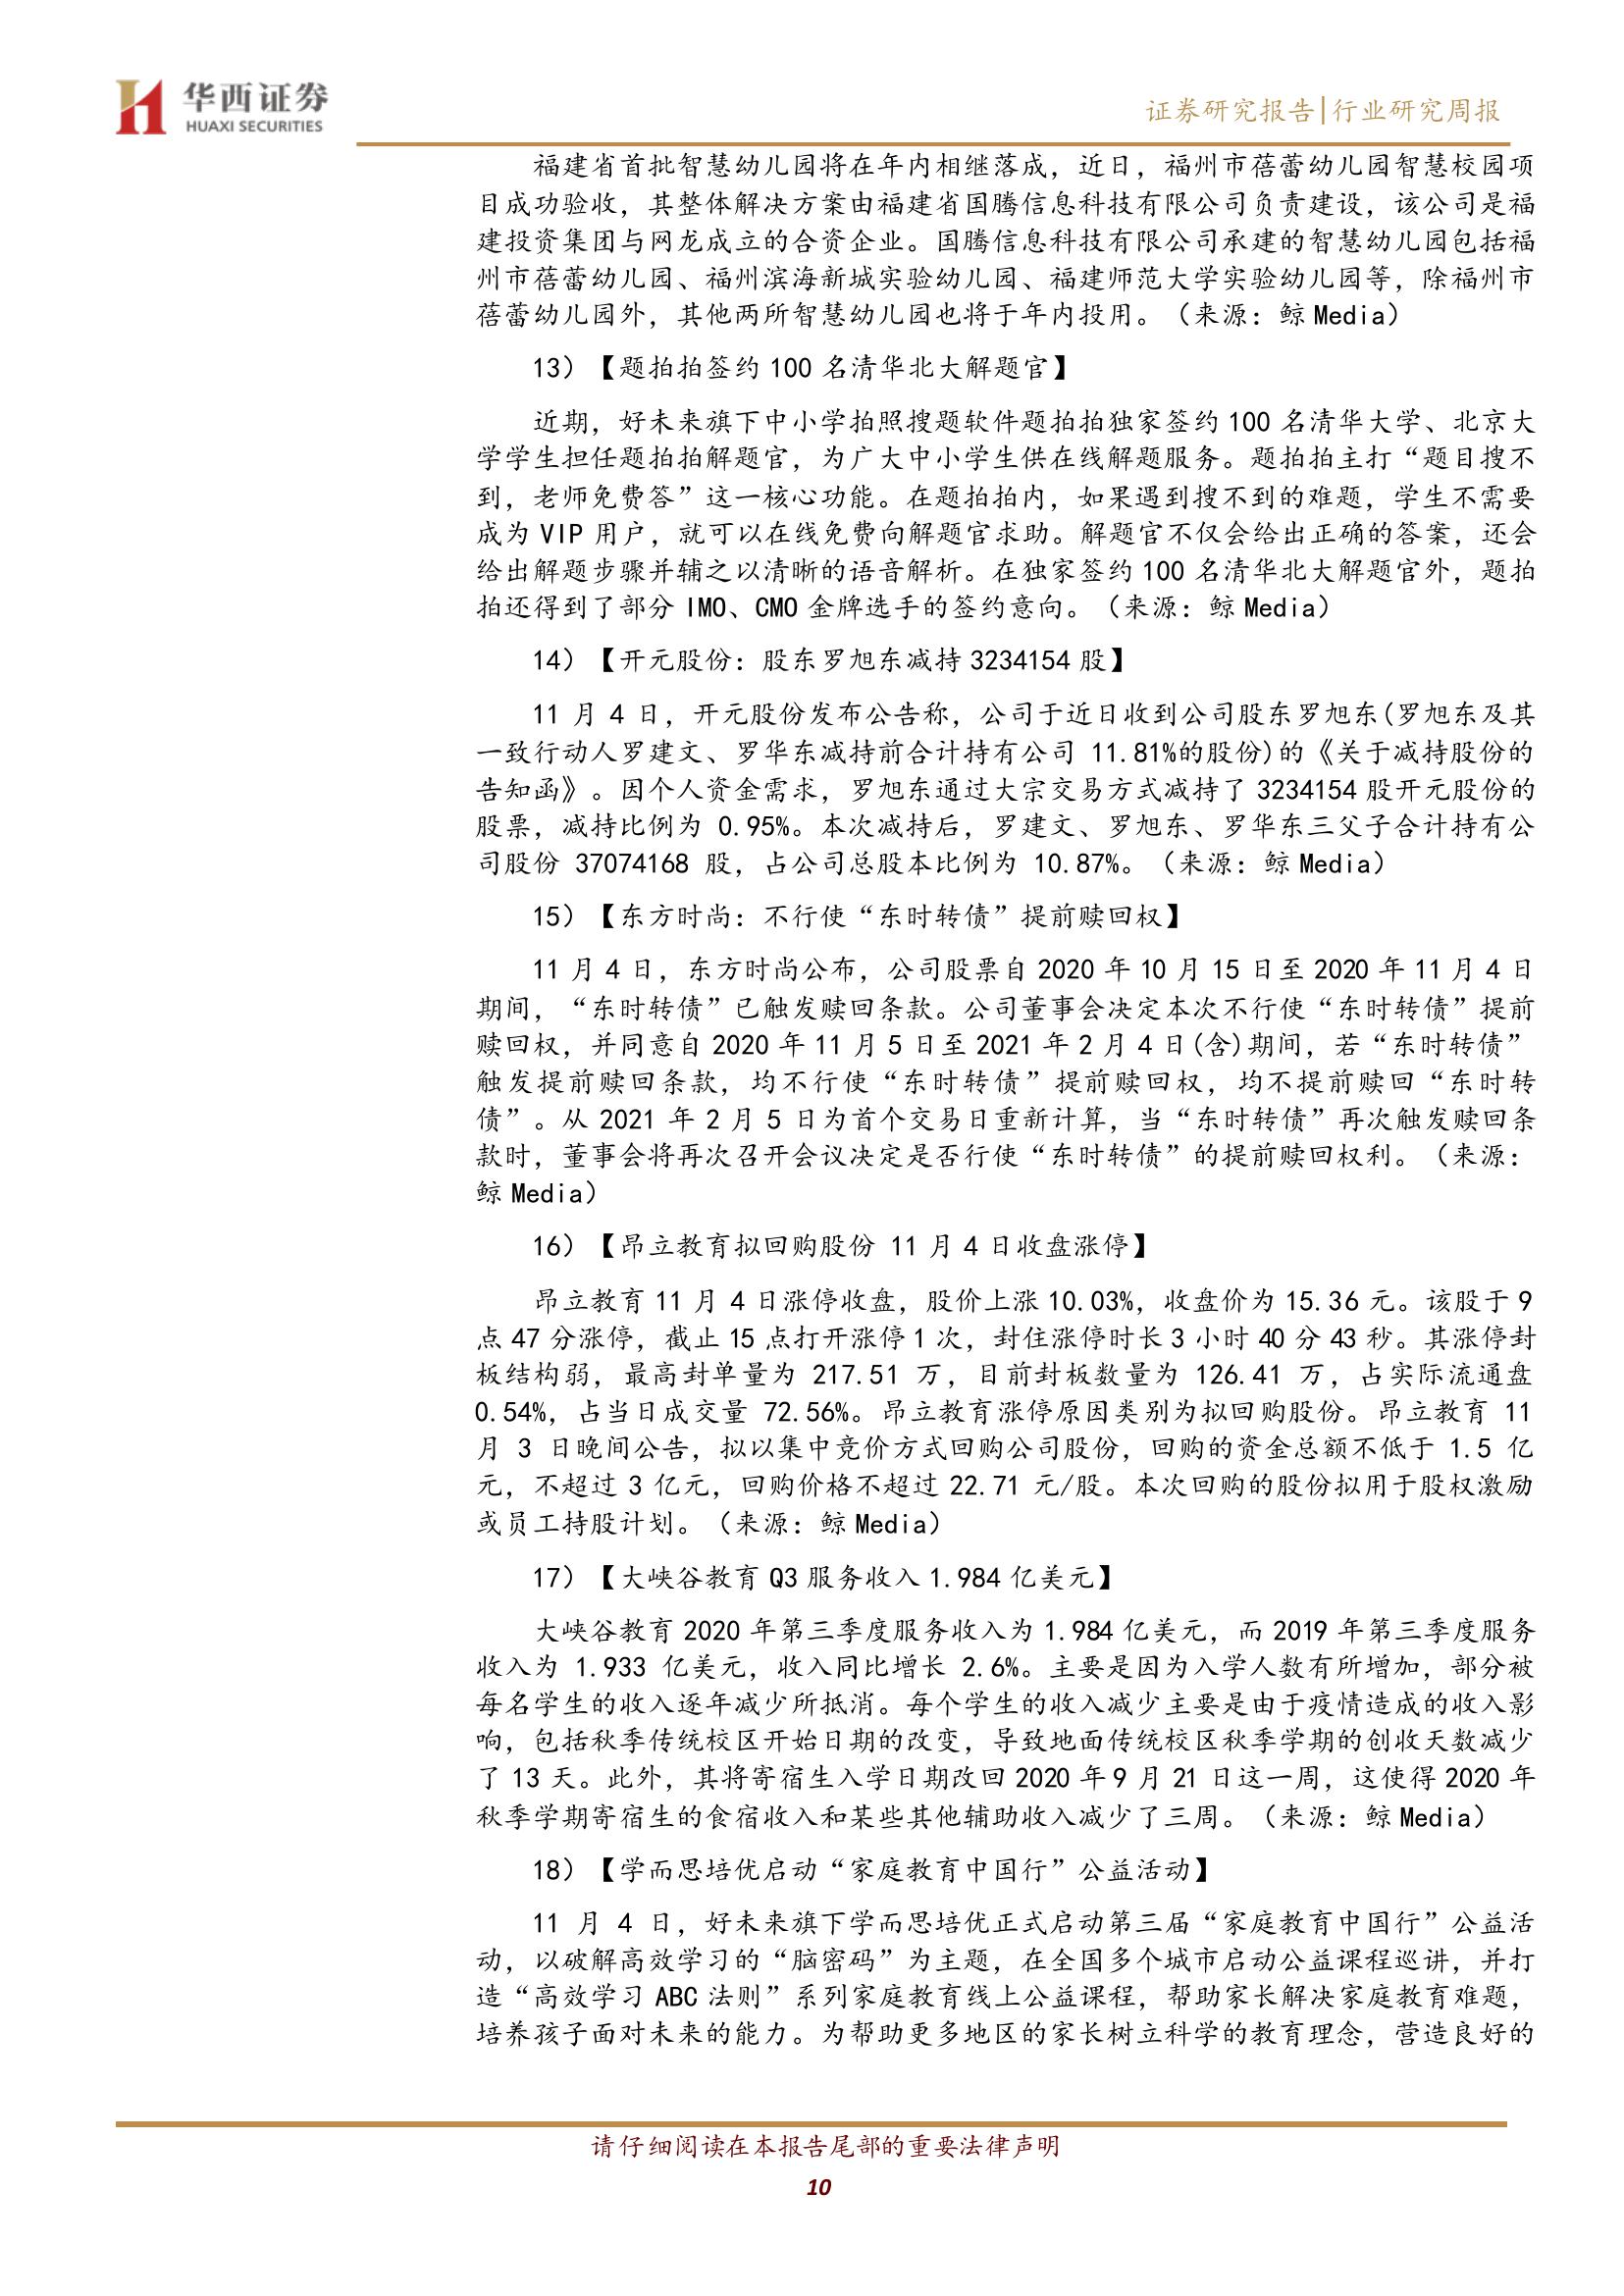 华西证券
HUAXI SECURITIES
证券研究报告|行业研究周报
福建省首批智慧幼儿园将在年内相继落成，近日，福州市蓓蕾幼儿园智慧校园项
目成功验收，其整体解决方案由福建省国腾信息科技有限公司负责建设，该公司是福
建投资集团与网龙成立的合资企业。国腾信息科技有限公司承建的智慧幼儿园包括福
州市蓓蕾幼儿园、福州滨海新城实验幼儿园、福建师范大学实验幼儿园等，除福州市
蓓蕾幼儿园外，其他两所智慧幼儿园也将于年内投用。（来源：鲸 Media）
13）【题拍拍签约 100 名清华北大解题官】
近期，好未来旗下中小学拍照搜题软件题拍拍独家签约 100 名清华大学、北京大
学学生担任题拍拍解题官，为广大中小学生供在线解题服务。题拍拍主打“题目搜不
到，老师免费答”这一核心功能。在题拍拍内，如果遇到搜不到的难题，学生不需要
成为 VIP 用户，就可以在线免费向解题官求助。解题官不仅会给出正确的答案，还会
给出解题步骤并辅之以清晰的语音解析。在独家签约 100 名清华北大解题官外，题拍
拍还得到了部分 IMO、CMO 金牌选手的签约意向。（来源：鲸 Media）
14）【开元股份：股东罗旭东减持 3234154 股】
11 月 4 日，开元股份发布公告称，公司于近日收到公司股东罗旭东(罗旭东及其
一致行动人罗建文、罗华东减持前合计持有公司 11.81%的股份)的《关于减持股份的
告知函》。因个人资金需求，罗旭东通过大宗交易方式减持了 3234154 股开元股份的
股票，减持比例为 0.95%。本次减持后，罗建文、罗旭东、罗华东三父子合计持有公
司股份 37074168 股，占公司总股本比例为 10.87%。（来源：鲸 Media）
15）【东方时尚：不行使“东时转债”提前赎回权】
11 月 4 日，东方时尚公布，公司股票自 2020 年 10 月 15 日至 2020 年 11 月 4 日
期间，“东时转债”已触发赎回条款。公司董事会决定本次不行使“东时转债”提前
赎回权，并同意自 2020 年 11 月 5 日至 2021 年 2 月 4 日(含)期间，若“东时转债”
触发提前赎回条款，均不行使“东时转债”提前赎回权，均不提前赎回“东时转
债”。从 2021 年 2 月 5 日为首个交易日重新计算，当“东时转债”再次触发赎回条
款时，董事会将再次召开会议决定是否行使“东时转债”的提前赎回权利。（来源：
鲸 Media）
16）【昂立教育拟回购股份 11 月 4 日收盘涨停】
昂立教育 11 月 4 日涨停收盘，股价上涨 10.03%，收盘价为 15.36 元。该股于 9
点 47 分涨停，截止 15 点打开涨停 1 次，封住涨停时长 3 小时 40 分 43 秒。其涨停封
板结构弱，最高封单量为 217.51 万，目前封板数量为 126.41 万，占实际流通盘
0.54%，占当日成交量 72.56%。昂立教育涨停原因类别为拟回购股份。昂立教育 11
月 3 日晚间公告，拟以集中竞价方式回购公司股份，回购的资金总额不低于 1.5 亿
元，不超过 3 亿元，回购价格不超过 22.71 元/股。本次回购的股份拟用于股权激励
或员工持股计划。（来源：鲸 Media）
17）【大峡谷教育 Q3 服务收入 1.984 亿美元】
大峡谷教育 2020 年第三季度服务收入为 1.984 亿美元，而 2019 年第三季度服务
收入为 1.933 亿美元，收入同比增长 2.6%。主要是因为入学人数有所增加，部分被
每名学生的收入逐年减少所抵消。每个学生的收入减少主要是由于疫情造成的收入影
响，包括秋季传统校区开始日期的改变，导致地面传统校区秋季学期的创收天数减少
了 13 天。此外，其将寄宿生入学日期改回 2020 年 9 月 21 日这一周，这使得 2020 年
秋季学期寄宿生的食宿收入和某些其他辅助收入减少了三周。（来源：鲸 Media）
18）【学而思培优启动“家庭教育中国行”公益活动】
11 月 4 日，好未来旗下学而思培优正式启动第三届“家庭教育中国行”公益活
动，以破解高效学习的“脑密码”为主题，在全国多个城市启动公益课程巡讲，并打
造“高效学习 ABC 法则”系列家庭教育线上公益课程，帮助家长解决家庭教育难题，
培养孩子面对未来的能力。为帮助更多地区的家长树立科学的教育理念，营造良好的
请仔细阅读在本报告尾部的重要法律声明
10